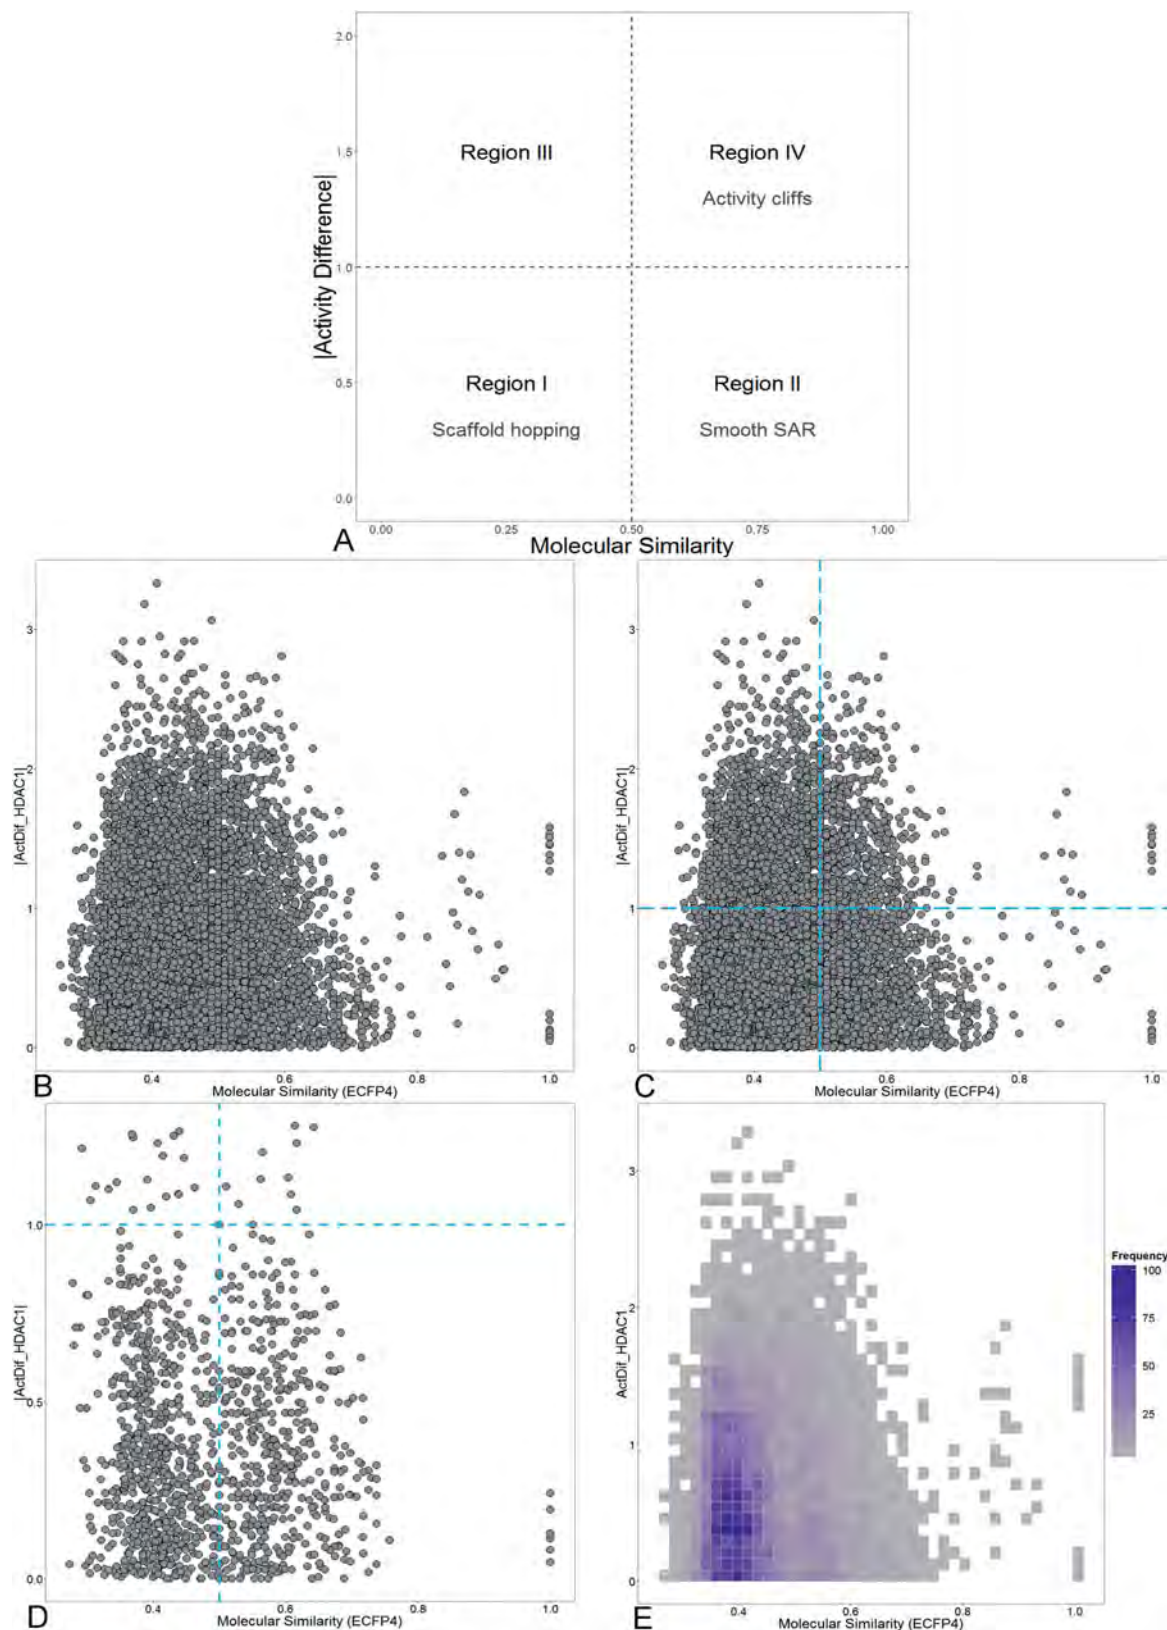 2.0
1.5
1.0
0.5
0.0
|Activity Difference|
Region III
Region IV
Activity cliffs
Region I
Scaffold hopping
Region II
Smooth SAR
0.00
0.25
0.50
0.75
1.00
A
Molecular Similarity
3
2
1
0
|ActDif_HDAC1|
0.4
0.6
0.8
1.0
B
Molecular Similarity (ECFP4)
3
2
1
0
|ActDif_HDAC1|
0.4
0.6
0.8
1.0
C
Molecular Similarity (ECFP4)
1.0
0.5
0.0
|ActDif_HDAC1|
0.4
0.6
0.8
1.0
D
Molecular Similarity (ECFP4)
3
2
1
0
ActDif_HDAC1
0.4
0.6
0.8
1.0
E
Molecular Similarity (ECFP4)
Frequency
100
75
50
25